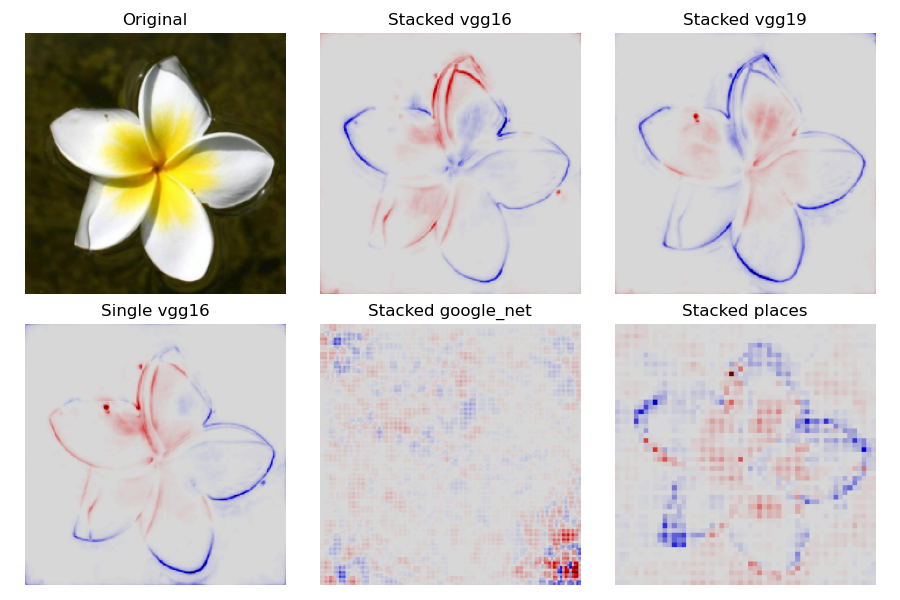 Original
Stacked vgg16
Stacked vgg19
Single vgg16
Stacked google_net
Stacked places